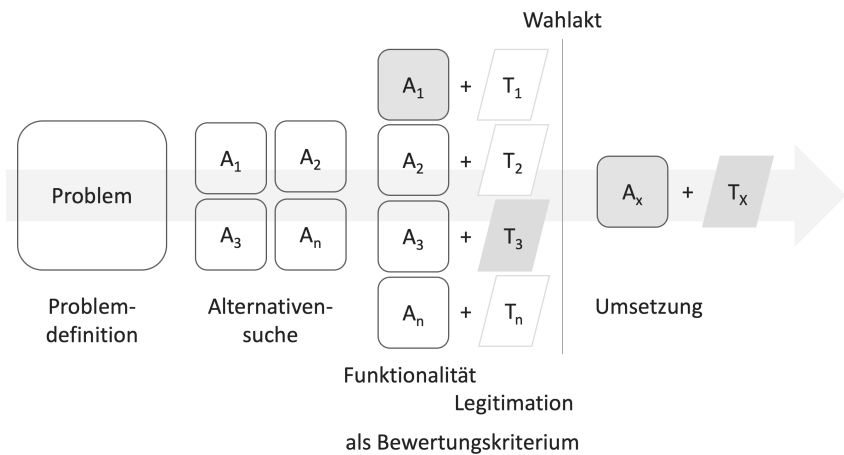 Wahlakt
A₁ + T₁
A₁ A₂
A₂ + T₂
Problem
Aₓ + Tₓ
A₃ Aₙ
A₃ + T₃
Aₙ + Tₙ
Problem-
definition
Alternativen-
suche
Umsetzung
Funktionalität
Legitimation
als Bewertungskriterium